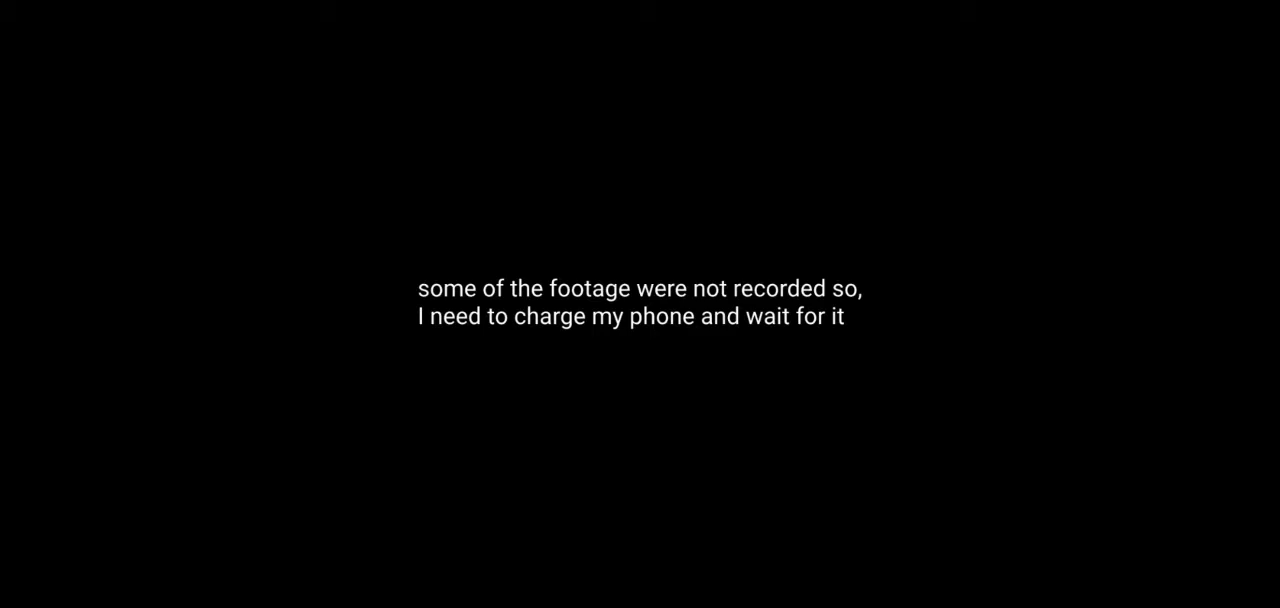 some of the footage were not recorded so,
I need to charge my phone and wait for it